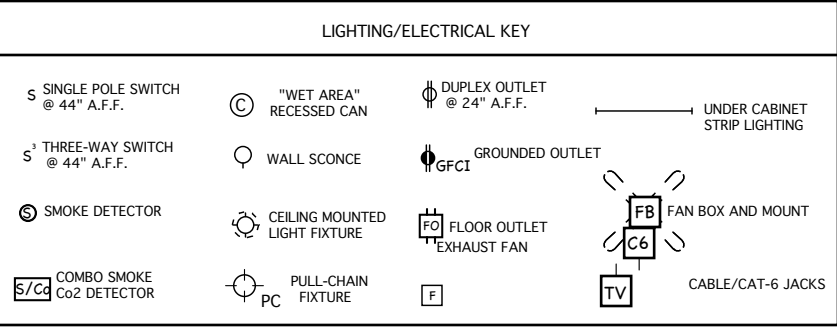 LIGHTING/ELECTRICAL KEY
S SINGLE POLE SWITCH
@ 44" A.F.F.
S³ THREE-WAY SWITCH
@ 44" A.F.F.
S SMOKE DETECTOR
S/Co COMBO SMOKE
Co2 DETECTOR
C "WET AREA"
RECESSED CAN
WALL SCONCE
CEILING MOUNTED
LIGHT FIXTURE
PC PULL-CHAIN
FIXTURE
DUPLEX OUTLET
@ 24" A.F.F.
GFCI GROUNDED OUTLET
FO FLOOR OUTLET
EXHAUST FAN
F
UNDER CABINET
STRIP LIGHTING
FB FAN BOX AND MOUNT
C6
TV CABLE/CAT-6 JACKS